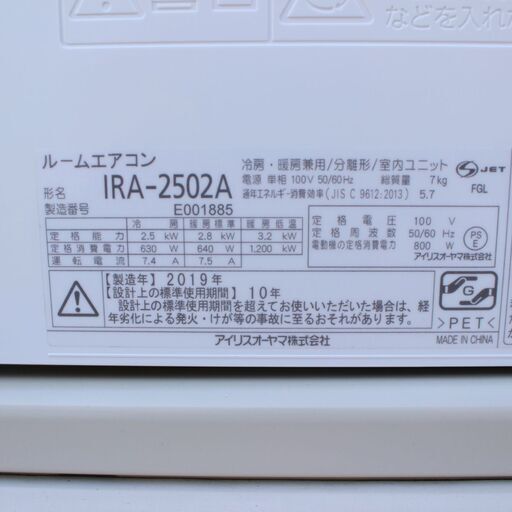 などを入れ
ルームエアコン
形名 IRA-2502A
製造番号 E001885
冷房・暖房兼用/分離形/室内ユニット
電源 単相 100V 50/60Hz 総質量 7kg
通年エネルギー消費効率(JIS C 9612:2013) 5.7
JET
FGL
冷房 暖房標準 暖房低温
定格能力 2.5 kW 2.8 kW 3.2 kW
定格消費電力 630 W 640 W 1,200 kW
運転電流 7.4 A 7.5 A
定格電圧 100 V
定格周波数 50/60 Hz
電動機の定格消費電力 800 W
アイリスオーヤマ株式会社
PS
E
【製造年】2019年
【設計上の標準使用期間】10年
設計上の標準使用期間を超えてお使いいただいた場合は、経
年劣化による発火・けが等の事故に至るおそれがあります。
アイリスオーヤマ株式会社
G
>PET<
MADE IN CHINA